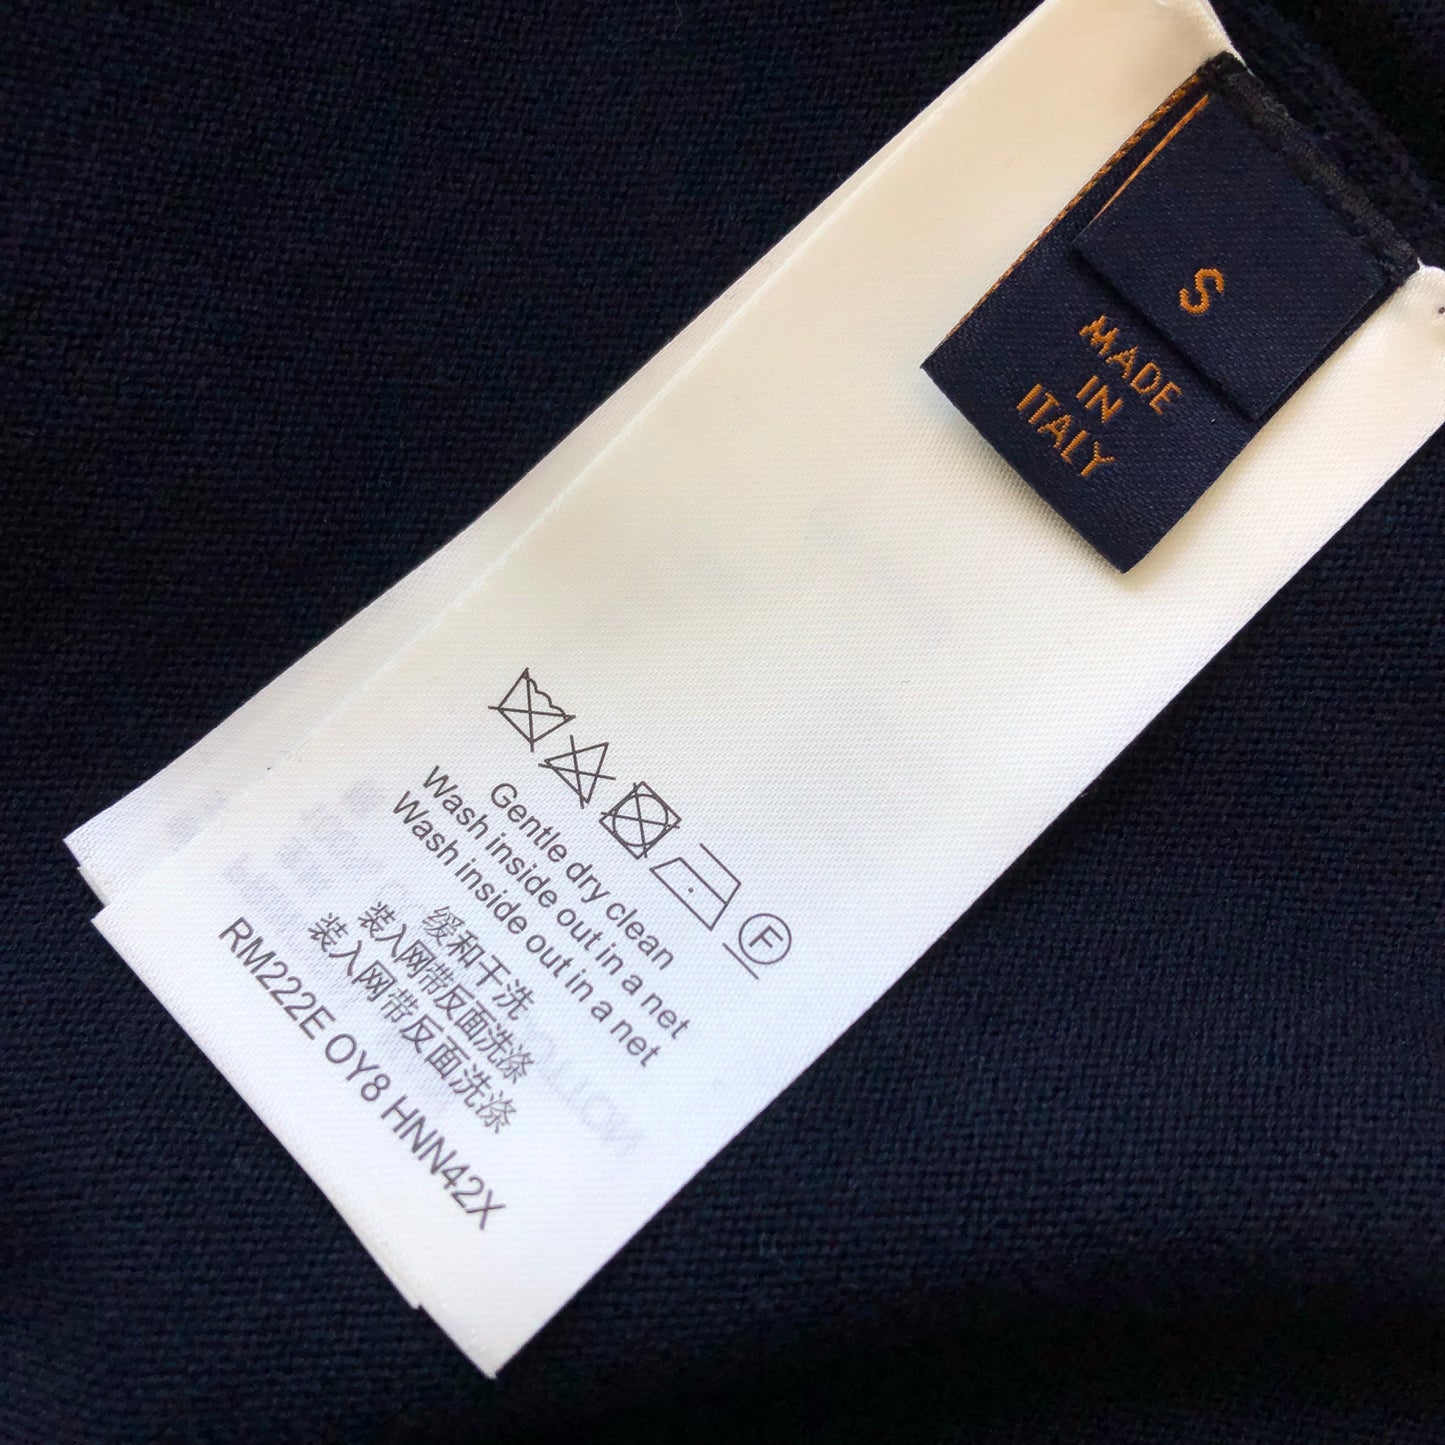 S
MADE
IN
ITALY
F
Gentle dry clean
Wash inside out in a net
Wash inside out in a net
缓和干洗
装入网带反面洗涤
装入网带反面洗涤
RM222E OY8 HNN42X